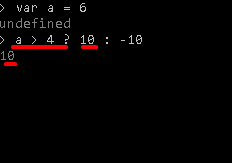 > var a = 6
undefined
> a > 4 ? 10 : -10
10